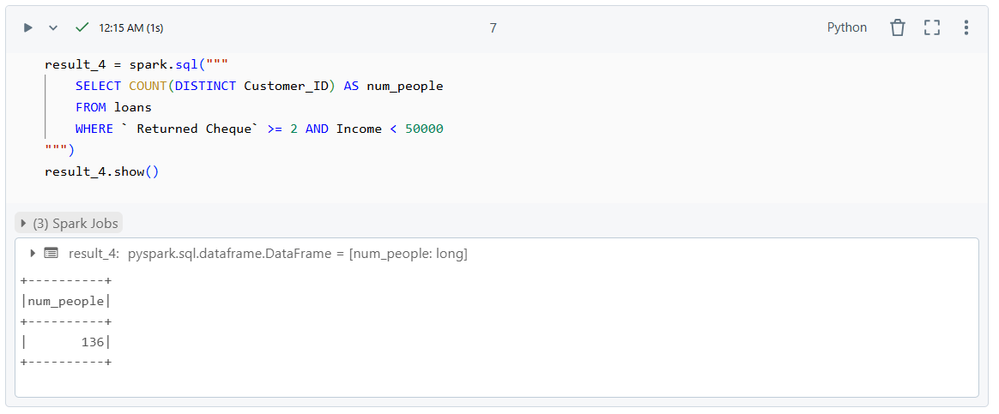 12:15 AM (1s)
7
Python
result_4 = spark.sql("""
    SELECT COUNT(DISTINCT Customer_ID) AS num_people
    FROM loans
    WHERE ` Returned Cheque` >= 2 AND Income < 50000
""")
result_4.show()
(3) Spark Jobs
result_4: pyspark.sql.dataframe.DataFrame = [num_people: long]
+----------+
|num_people|
+----------+
|       136|
+----------+